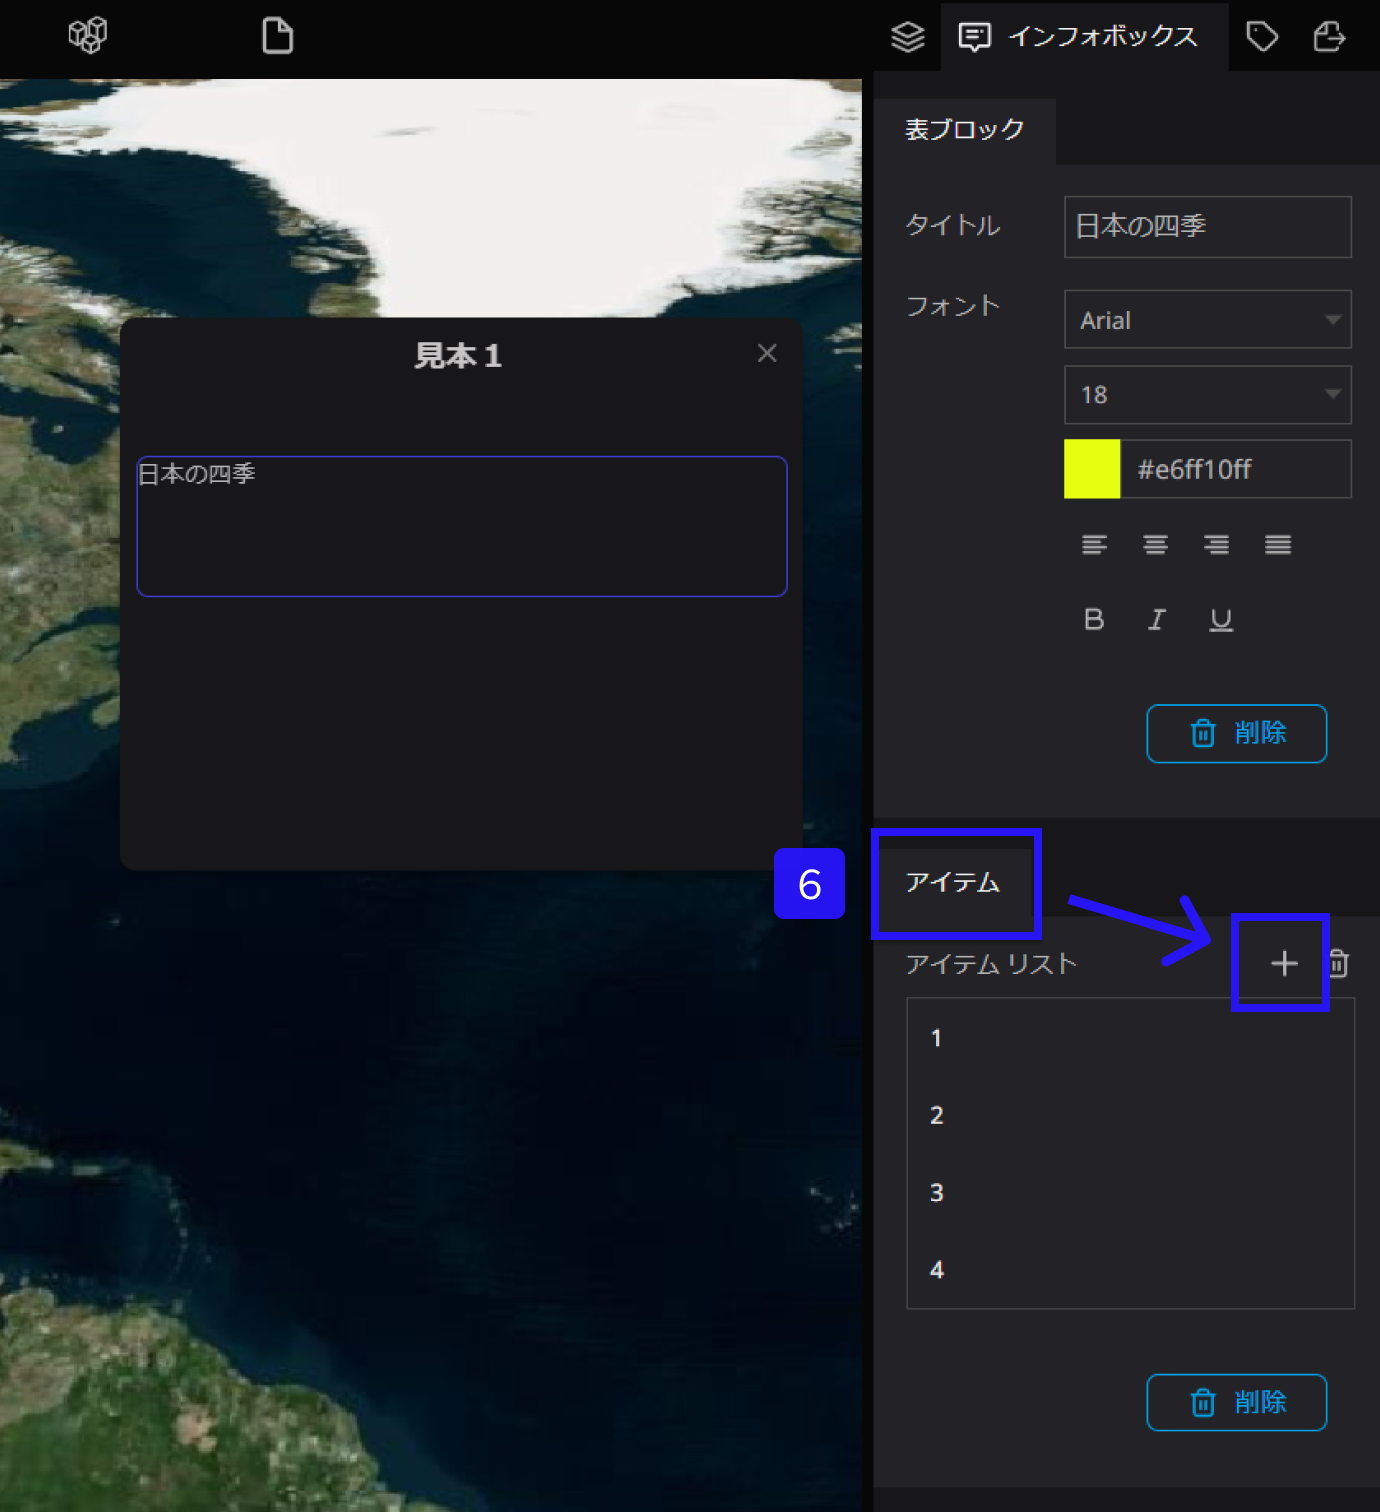 インフォボックス
表ブロック
タイトル
日本の四季
フォント
Arial
18
#e6ff10ff
B I U
削除
見本 1
日本の四季
6
アイテム
アイテム リスト
1
2
3
4
削除